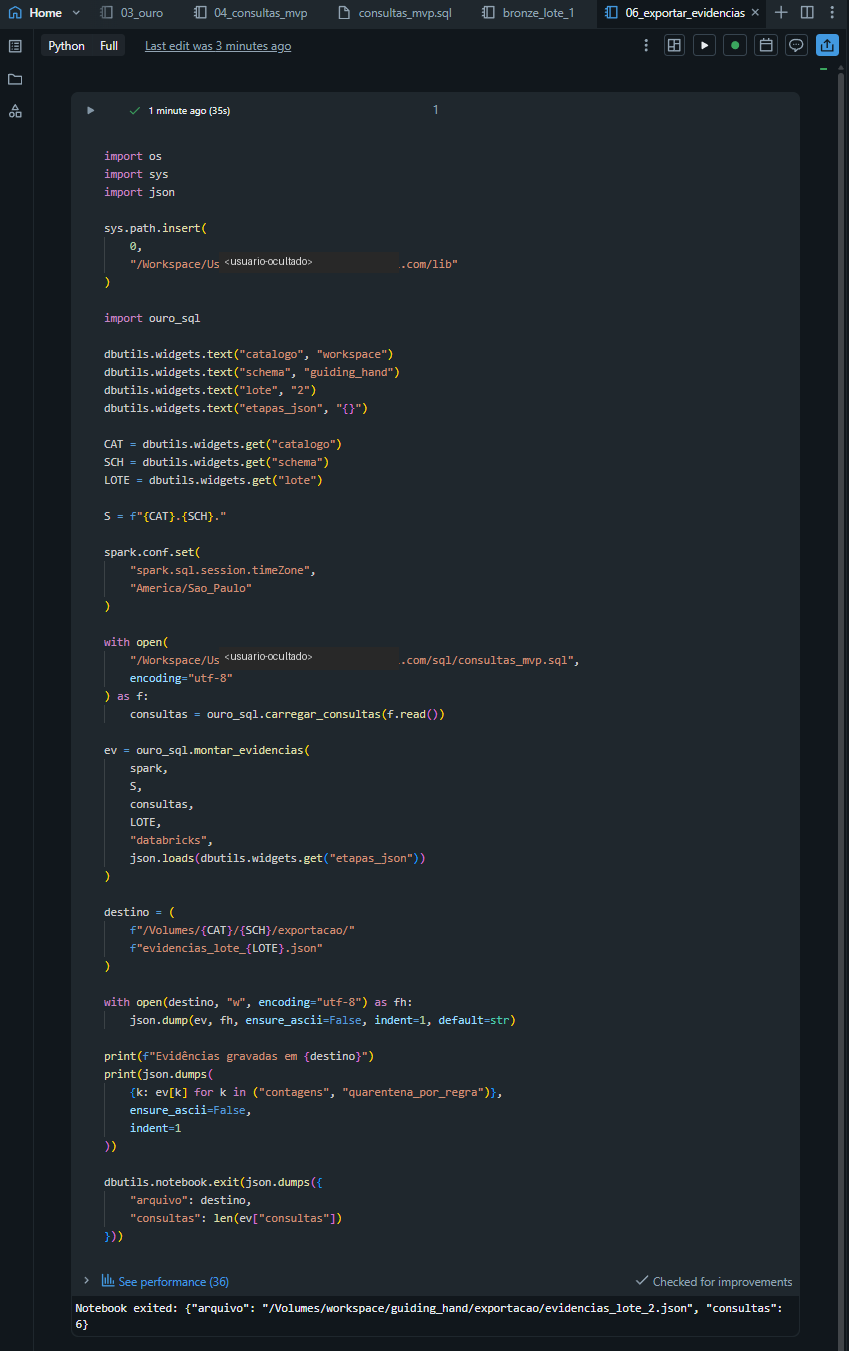 Home 03_ouro 04_consultas_mvp consultas_mvp.sql bronze_lote_1 06_exportar_evidencias
Python Full Last edit was 3 minutes ago
1 minute ago (35s) 1
import os
import sys
import json
sys.path.insert(
0,
"/Workspace/Us <usuario-ocultado> .com/lib"
)
import ouro_sql
dbutils.widgets.text("catalogo", "workspace")
dbutils.widgets.text("schema", "guiding_hand")
dbutils.widgets.text("lote", "2")
dbutils.widgets.text("etapas_json", "{}")
CAT = dbutils.widgets.get("catalogo")
SCH = dbutils.widgets.get("schema")
LOTE = dbutils.widgets.get("lote")
S = f"{CAT}.{SCH}."
spark.conf.set(
"spark.sql.session.timeZone",
"America/Sao_Paulo"
)
with open(
"/Workspace/Us <usuario-ocultado> .com/sql/consultas_mvp.sql",
encoding="utf-8"
) as f:
consultas = ouro_sql.carregar_consultas(f.read())
ev = ouro_sql.montar_evidencias(
spark,
S,
consultas,
LOTE,
"databricks",
json.loads(dbutils.widgets.get("etapas_json"))
)
destino = (
f"/Volumes/{CAT}/{SCH}/exportacao/"
f"evidencias_lote_{LOTE}.json"
)
with open(destino, "w", encoding="utf-8") as fh:
json.dump(ev, fh, ensure_ascii=False, indent=1, default=str)
print(f"Evidências gravadas em {destino}")
print(json.dumps(
{k: ev[k] for k in ("contagens", "quarentena_por_regra")},
ensure_ascii=False,
indent=1
))
dbutils.notebook.exit(json.dumps({
"arquivo": destino,
"consultas": len(ev["consultas"])
}))
See performance (36) Checked for improvements
Notebook exited: {"arquivo": "/Volumes/workspace/guiding_hand/exportacao/evidencias_lote_2.json", "consultas":
6}